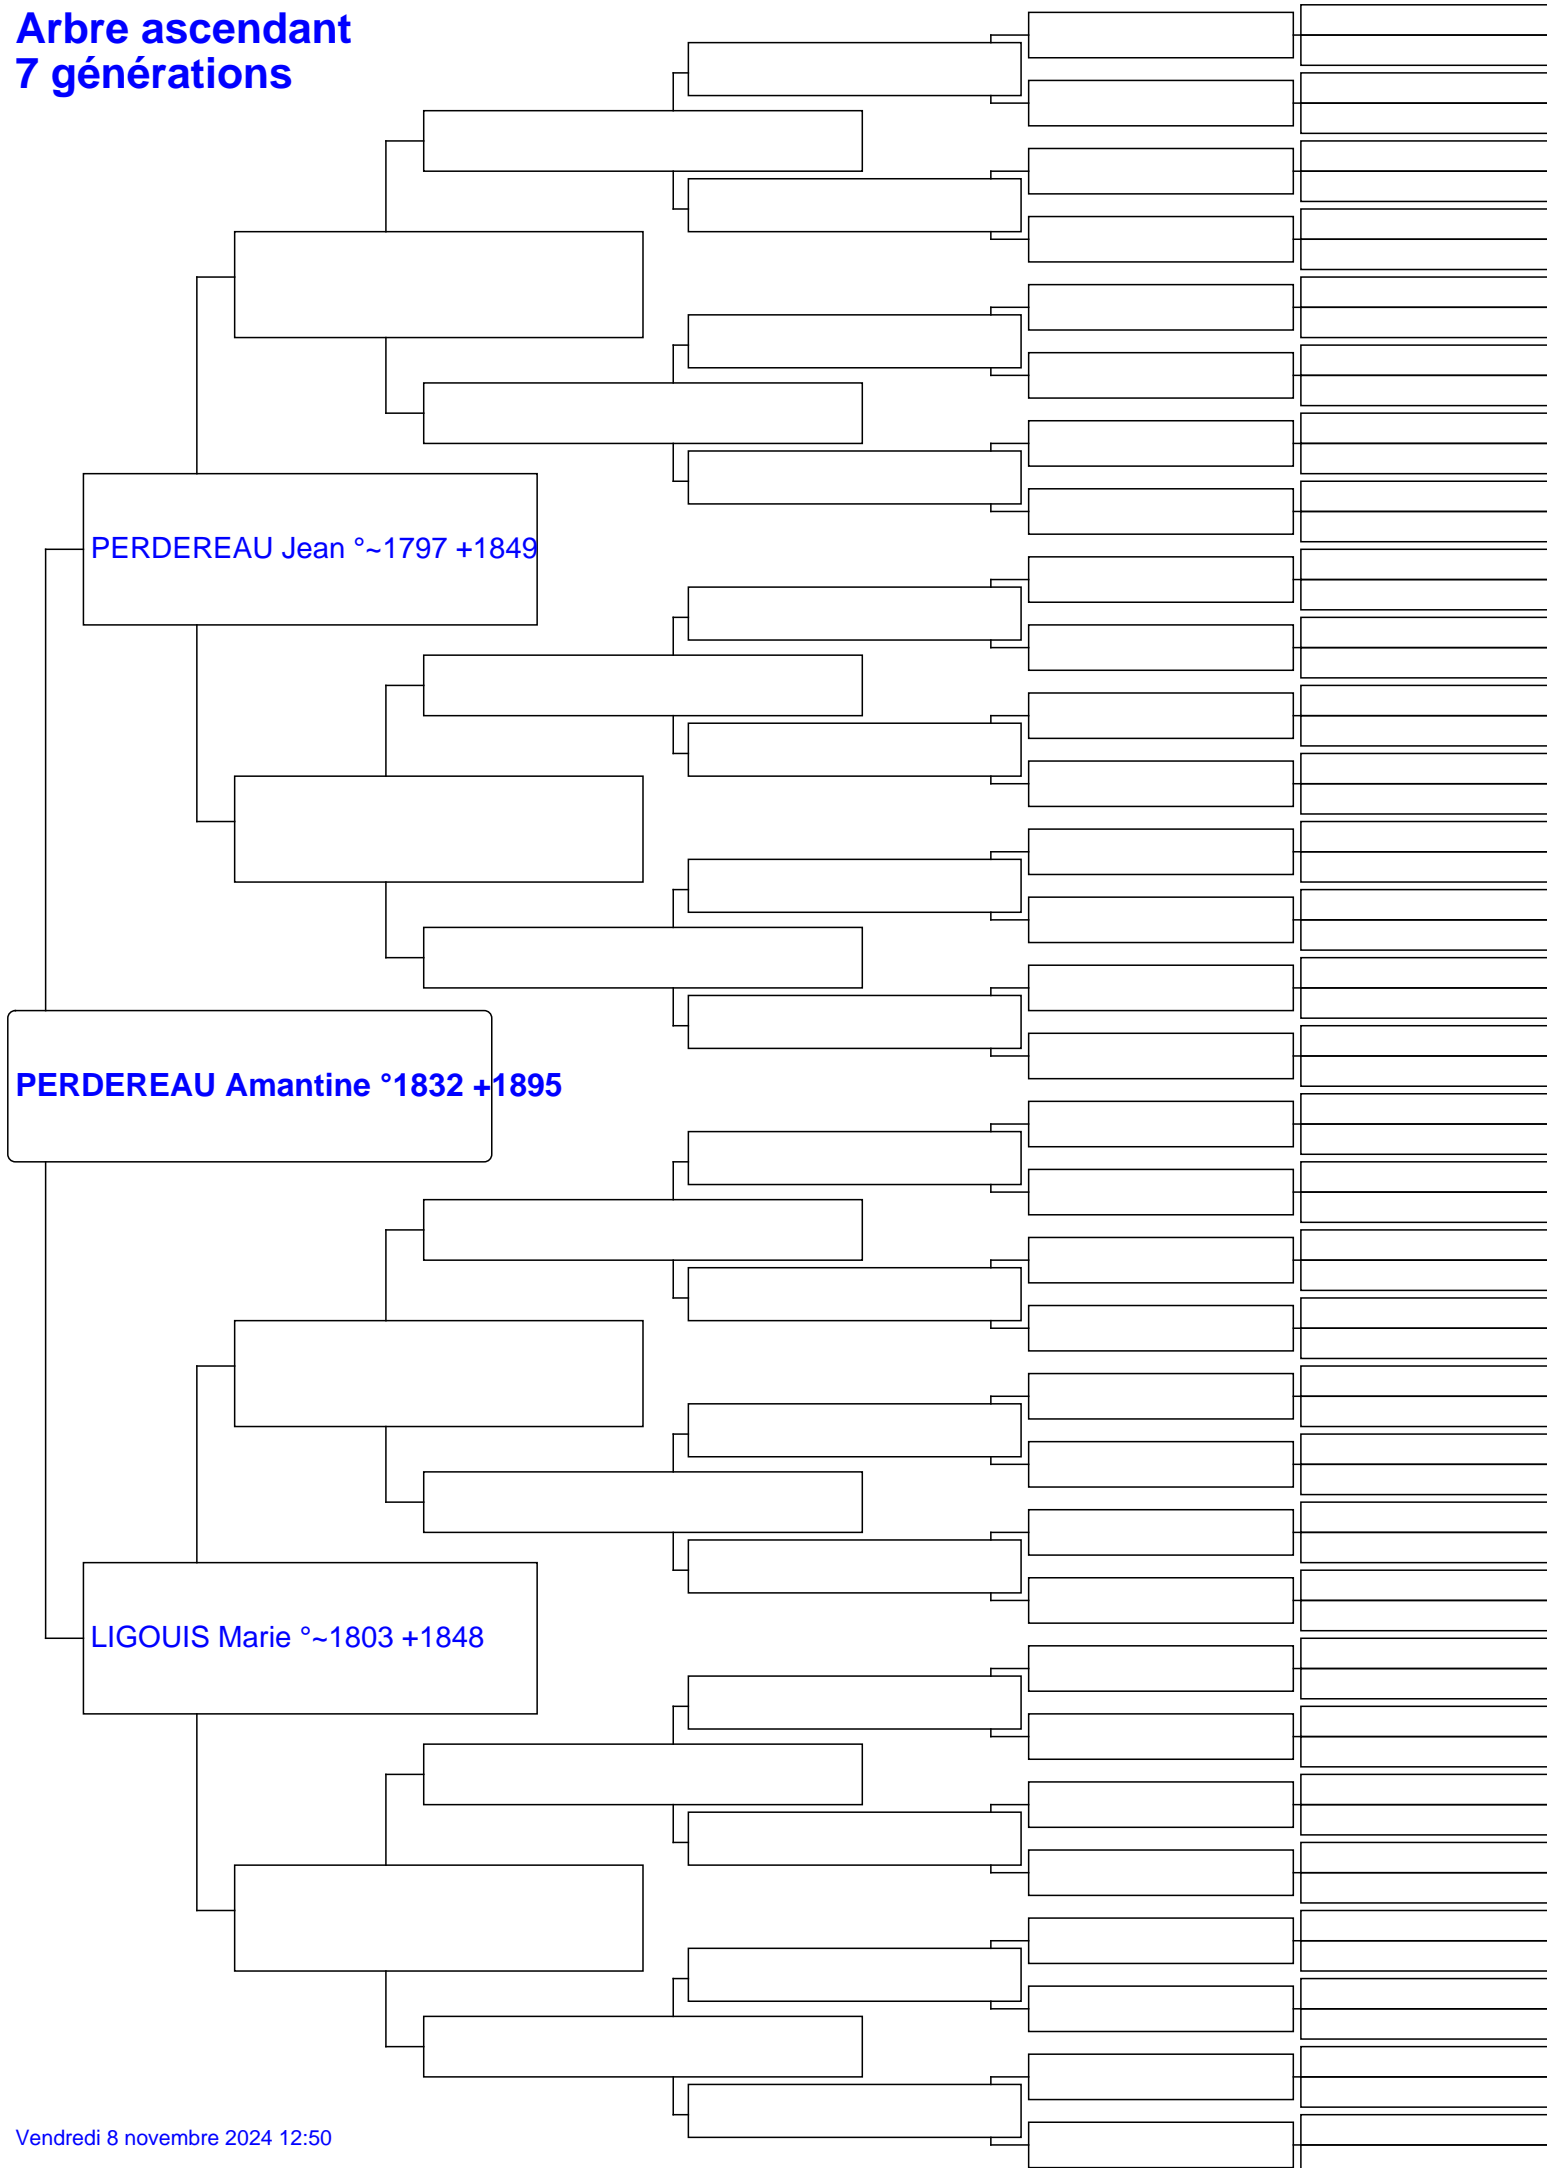 Arbre ascendant
7 générations
PERDEREAU Jean °~1797 +1849
PERDEREAU Amantine °1832 +1895
LIGOUIS Marie °~1803 +1848
Vendredi 8 novembre 2024 12:50